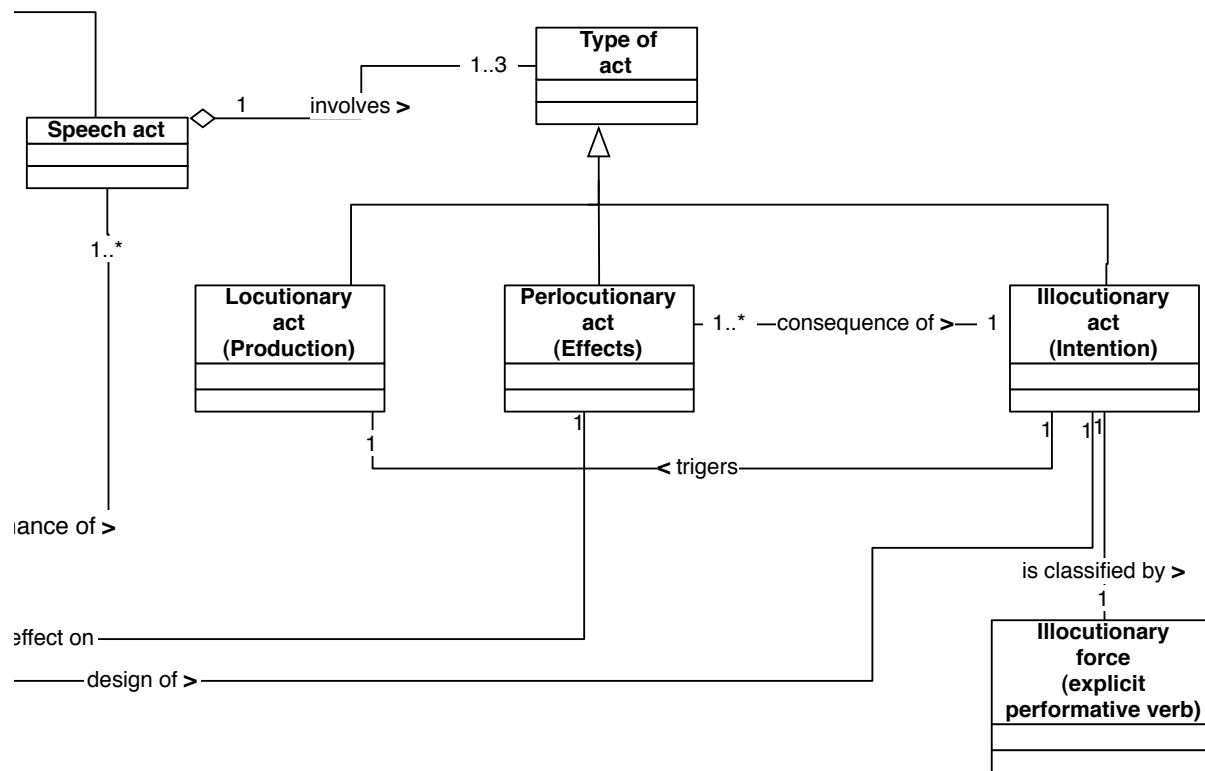 Type of
act
1..3
1
involves >
Speech act
1..*
Locutionary
act
(Production)
Perlocutionary
act
(Effects)
1..*
consequence of >
1
Illocutionary
act
(Intention)
1
1
1
1
1
< trigers
ance of >
is classified by >
1
effect on
design of >
Illocutionary
force
(explicit
performative verb)